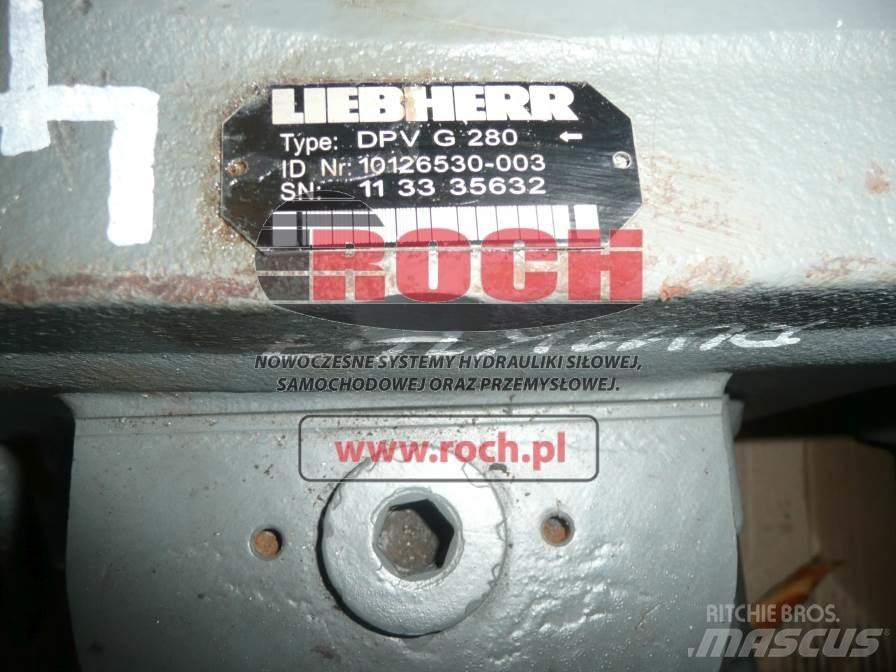 LIEBHERR
Type: DPV G 280 ←
ID Nr: 10126530-003
SN: 11 33 35632
ROCH
NOWOCZESNE SYSTEMY HYDRAULIKI SIŁOWEJ,
SAMOCHODOWEJ ORAZ PRZEMYSŁOWEJ.
www.roch.pl
RITCHIE BROS.
MASCUS